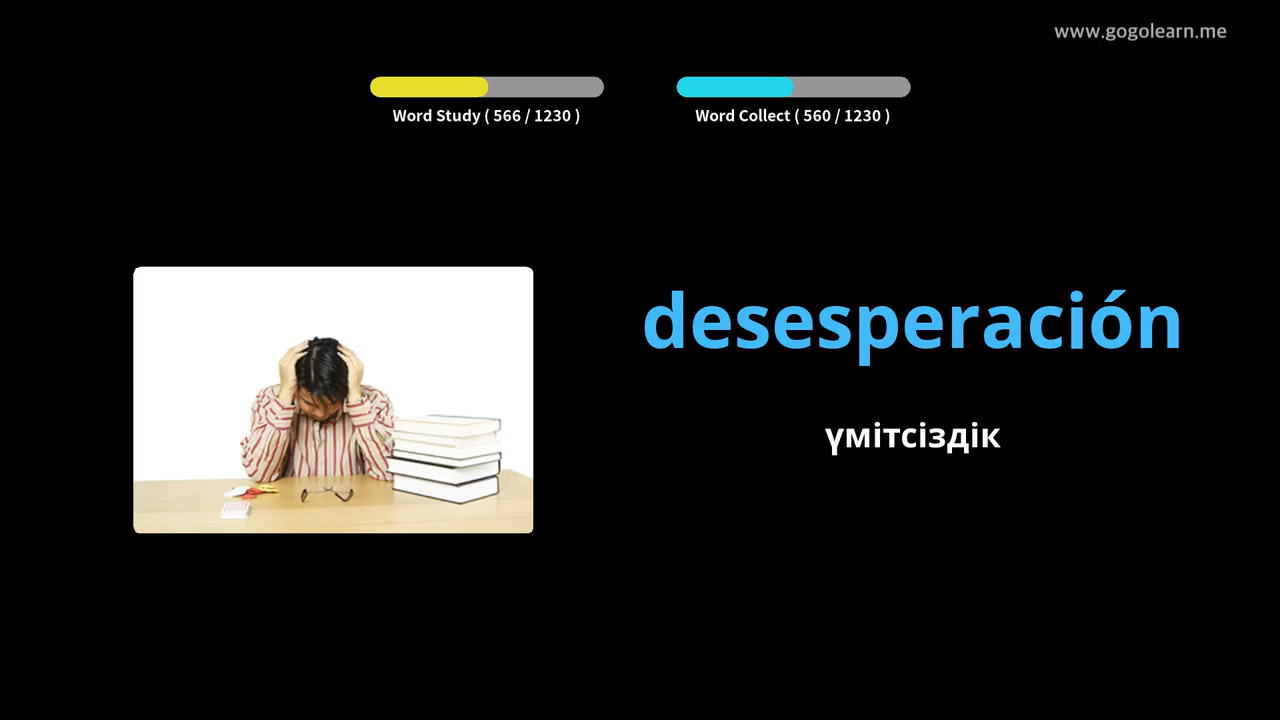 www.gogolearn.me
Word Study ( 566 / 1230 )
Word Collect ( 560 / 1230 )
desesperación
үмітсіздік